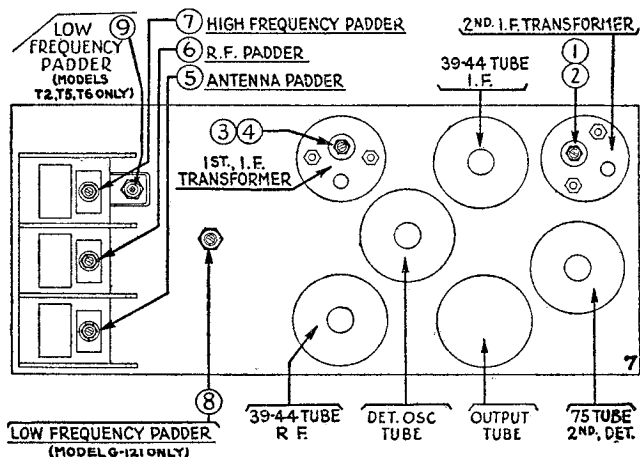 LOW
FREQUENCY
PADDER
(MODELS
T2,T5,T6 ONLY)
9
7 HIGH FREQUENCY PADDER
6 R.F. PADDER
5 ANTENNA PADDER
2ND. I.F. TRANSFORMER
39-44 TUBE
I.F.
1
2
3 4
1ST., I.F.
TRANSFORMER
7
8
LOW FREQUENCY PADDER
(MODEL G-121 ONLY)
39-44 TUBE
R F.
DET. OSC
TUBE
OUTPUT
TUBE
75 TUBE
2ND, DET.